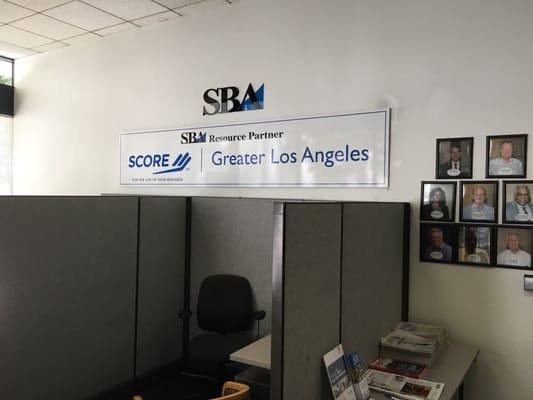 SBA
SBA Resource Partner
SCORE
Greater Los Angeles
FOR THE LIFE OF YOUR BUSINESS